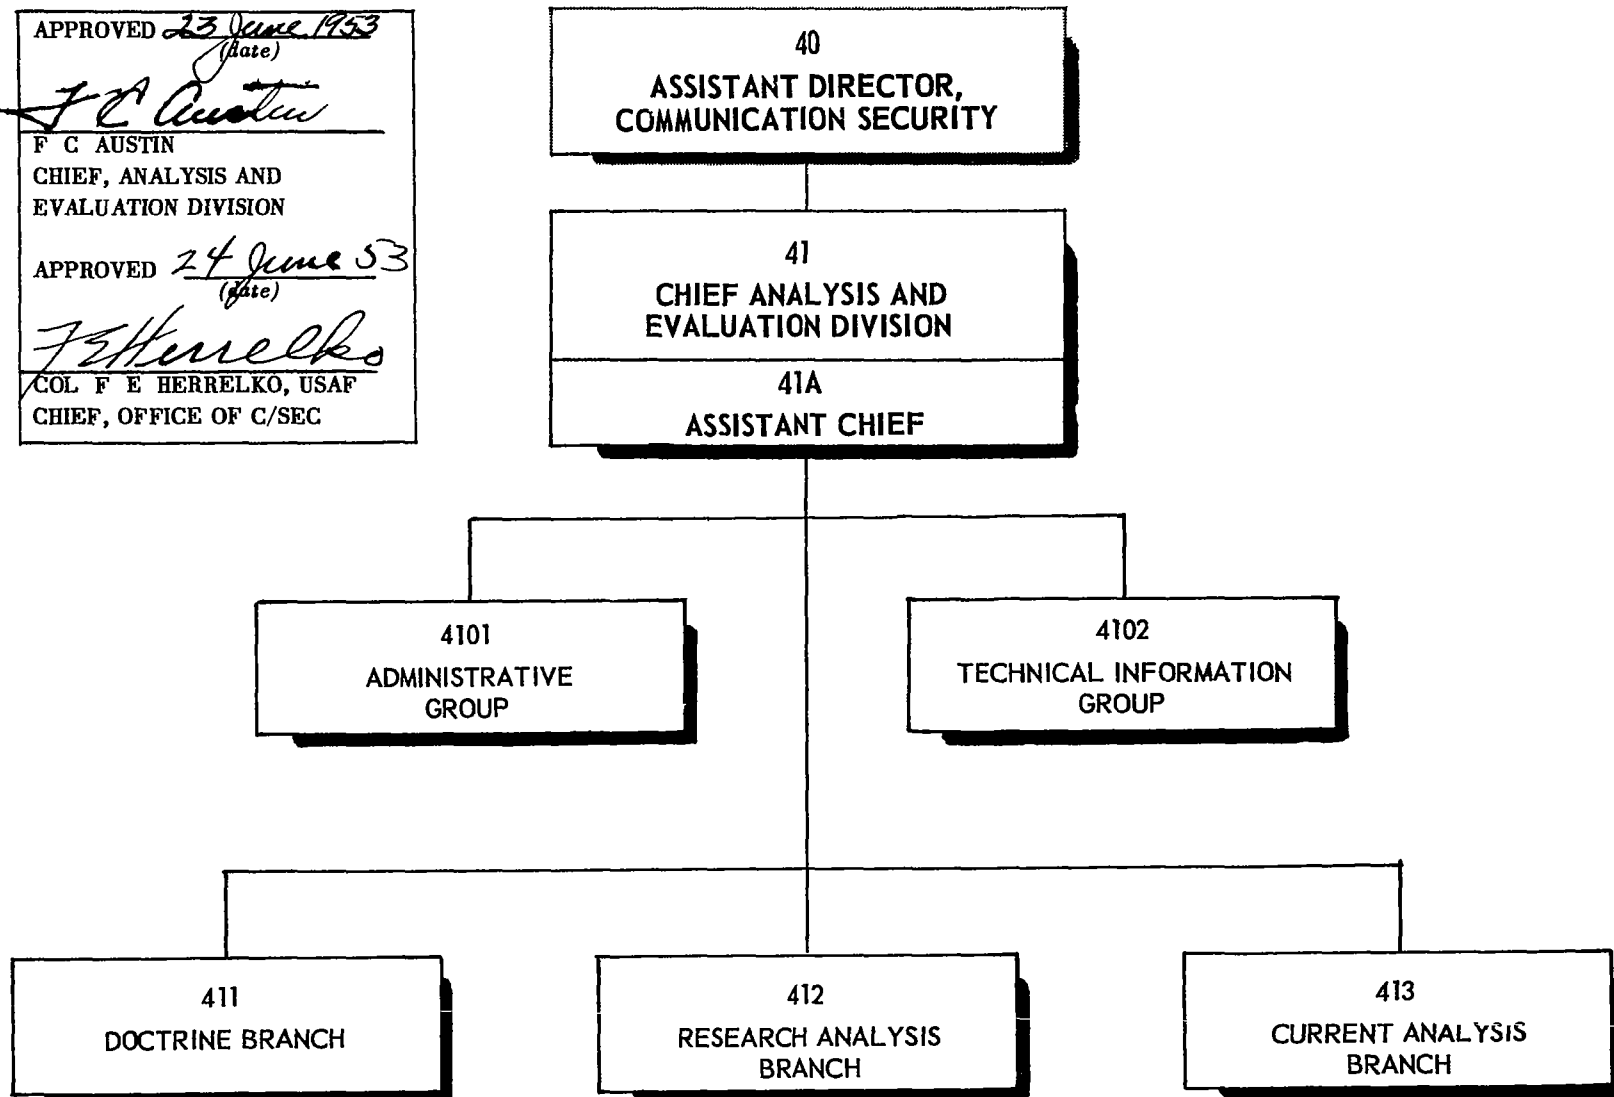 APPROVED 23 June 1953
(date)
F C Austin
F C AUSTIN
CHIEF, ANALYSIS AND
EVALUATION DIVISION
APPROVED 24 June 53
(date)
F E Herrelko
COL F E HERRELKO, USAF
CHIEF, OFFICE OF C/SEC
40
ASSISTANT DIRECTOR,
COMMUNICATION SECURITY
41
CHIEF ANALYSIS AND
EVALUATION DIVISION
41A
ASSISTANT CHIEF
4101
ADMINISTRATIVE
GROUP
4102
TECHNICAL INFORMATION
GROUP
411
DOCTRINE BRANCH
412
RESEARCH ANALYSIS
BRANCH
413
CURRENT ANALYSIS
BRANCH